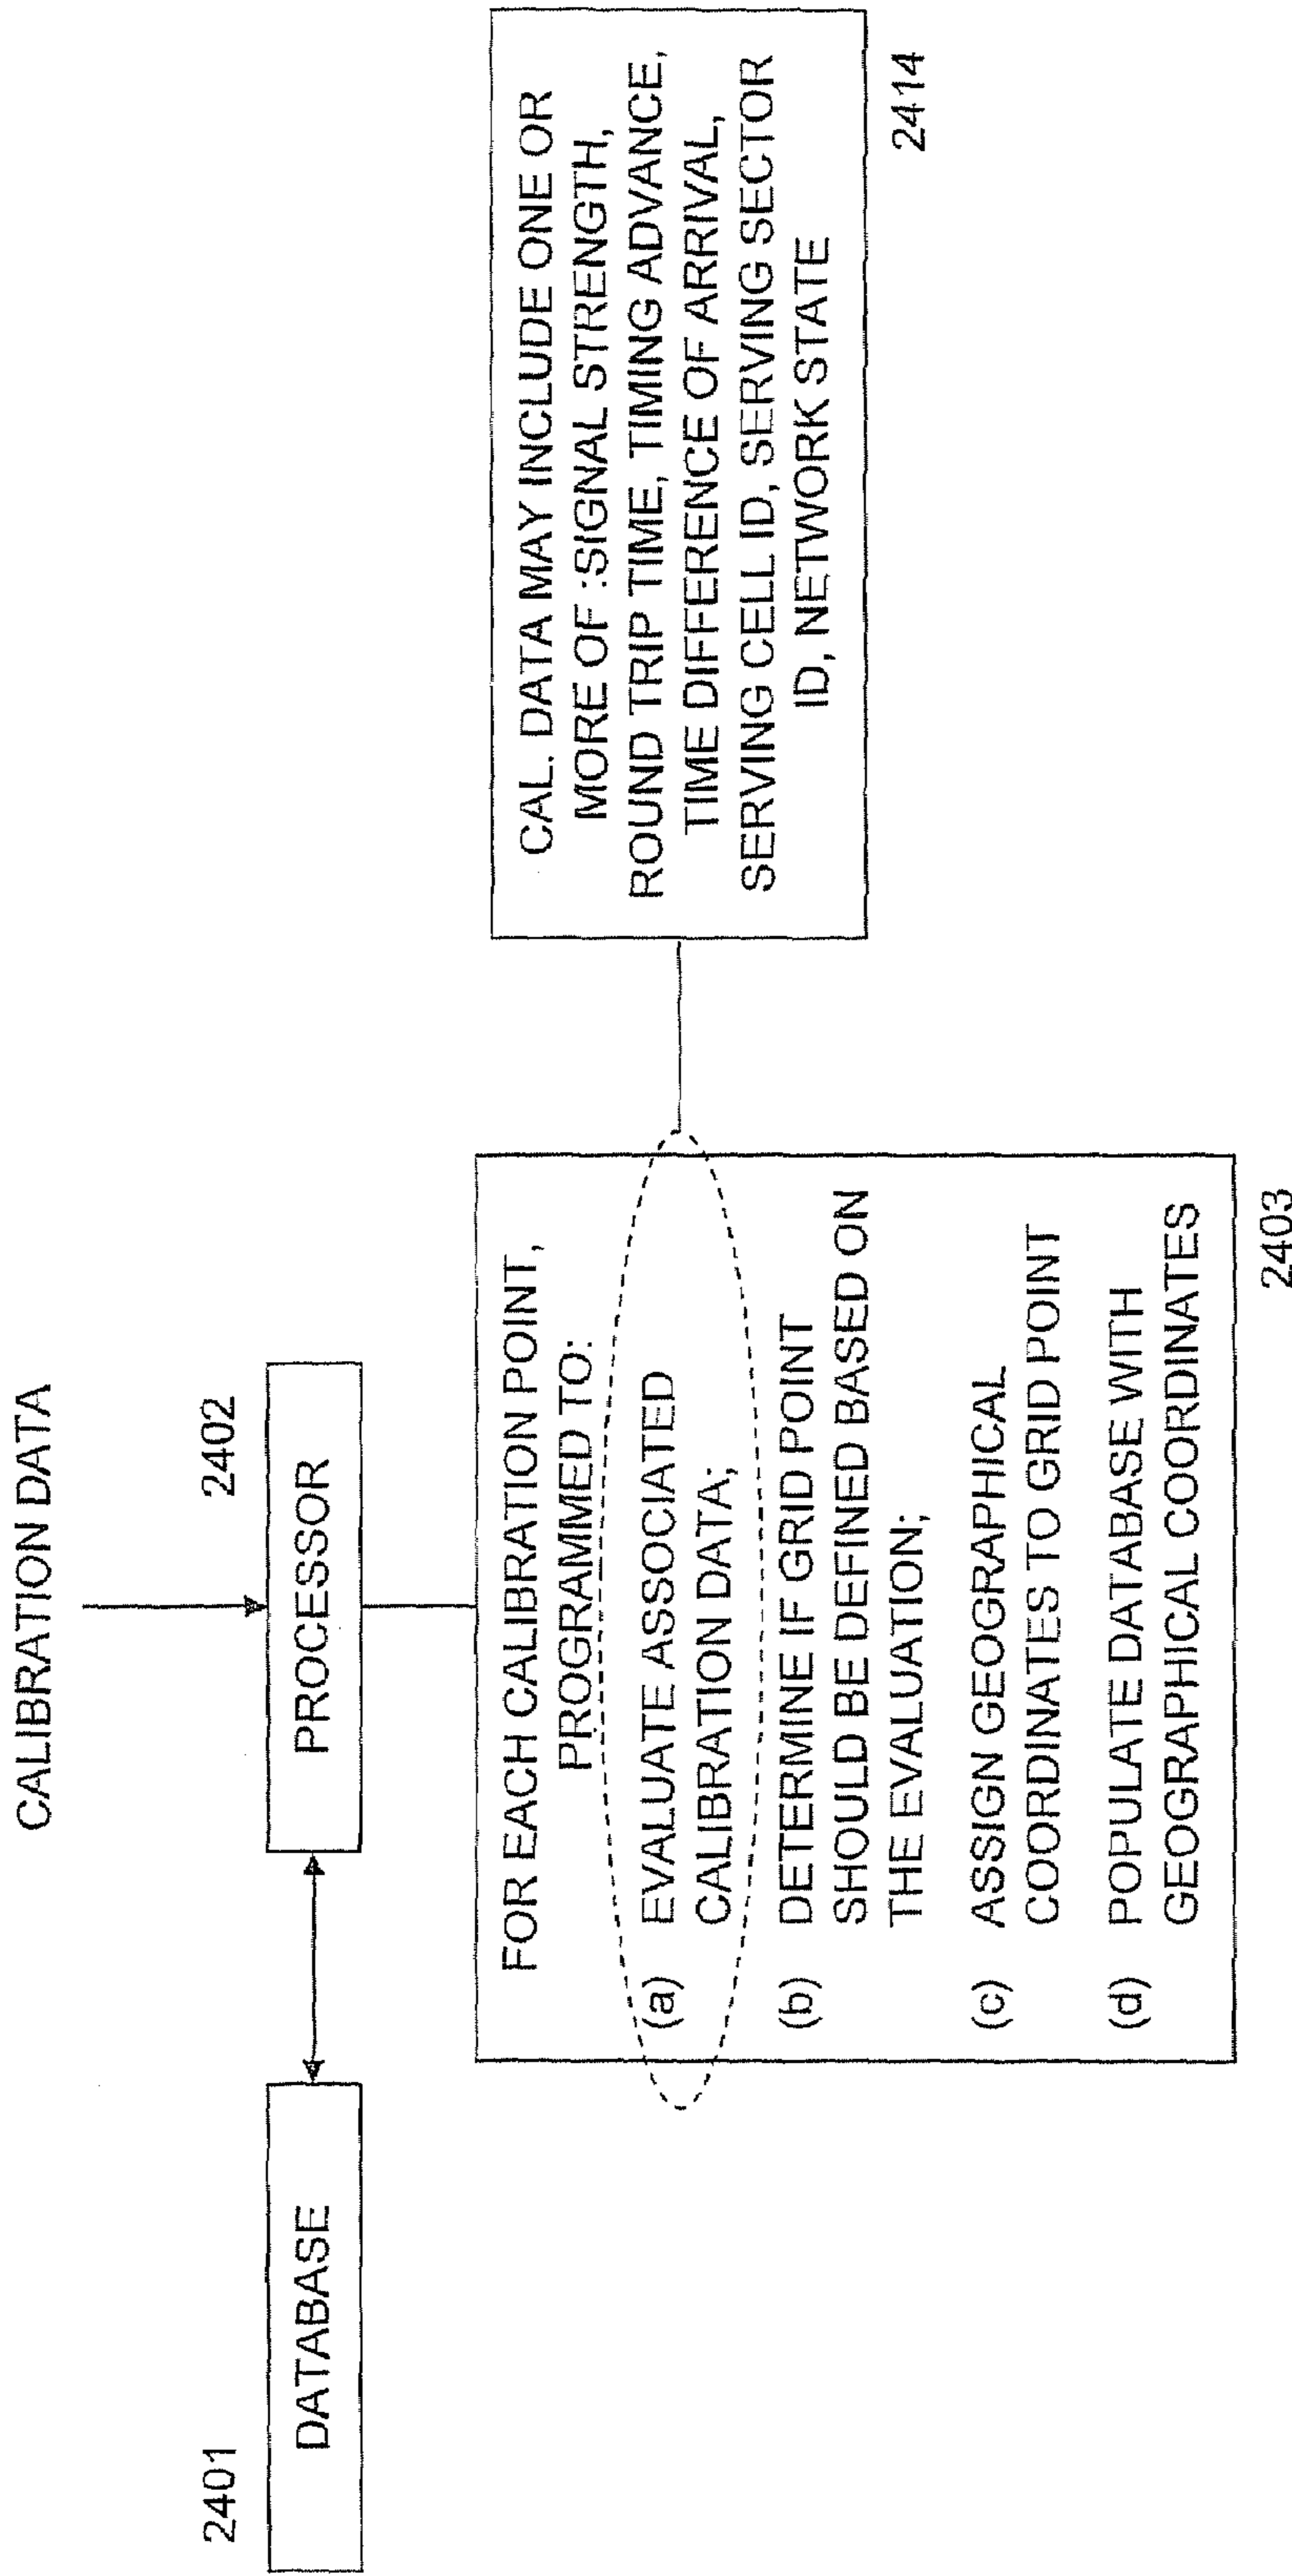 CALIBRATION DATA
2401
DATABASE
2402
PROCESSOR
FOR EACH CALIBRATION POINT,
PROGRAMMED TO:
(a) EVALUATE ASSOCIATED
CALIBRATION DATA;
(b) DETERMINE IF GRID POINT
SHOULD BE DEFINED BASED ON
THE EVALUATION;
(c) ASSIGN GEOGRAPHICAL
COORDINATES TO GRID POINT
(d) POPULATE DATABASE WITH
GEOGRAPHICAL COORDINATES
2403
CAL. DATA MAY INCLUDE ONE OR
MORE OF :SIGNAL STRENGTH,
ROUND TRIP TIME, TIMING ADVANCE,
TIME DIFFERENCE OF ARRIVAL,
SERVING CELL ID, SERVING SECTOR
ID, NETWORK STATE
2414